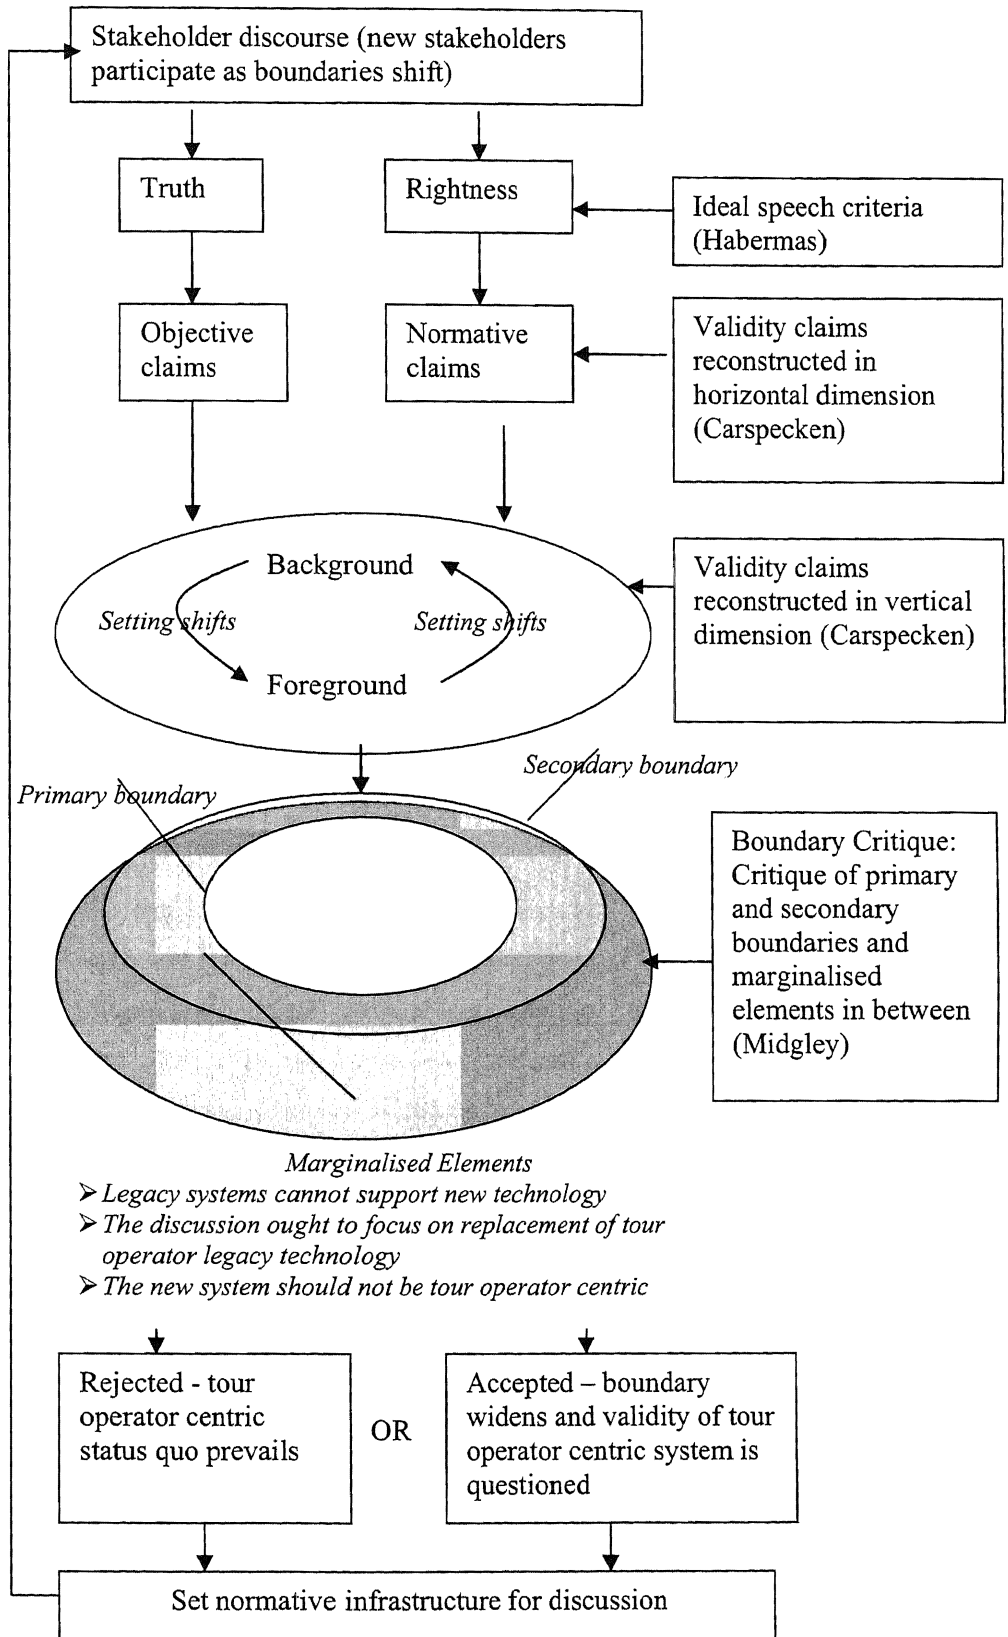 Stakeholder discourse (new stakeholders
participate as boundaries shift)
Truth
Rightness
Ideal speech criteria
(Habermas)
Objective
claims
Normative
claims
Validity claims
reconstructed in
horizontal dimension
(Carspecken)
Background
Setting shifts
Setting shifts
Foreground
Validity claims
reconstructed in vertical
dimension (Carspecken)
Secondary boundary
Primary boundary
Boundary Critique:
Critique of primary
and secondary
boundaries and
marginalised
elements in between
(Midgley)
Marginalised Elements
➢ Legacy systems cannot support new technology
➢ The discussion ought to focus on replacement of tour
operator legacy technology
➢ The new system should not be tour operator centric
Rejected - tour
operator centric
status quo prevails
OR
Accepted – boundary
widens and validity of tour
operator centric system is
questioned
Set normative infrastructure for discussion